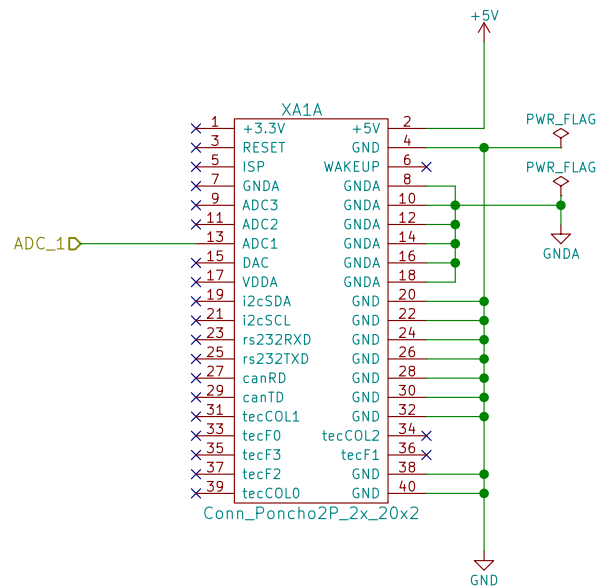 +5V
XA1A
PWR_FLAG
1 +3.3V +5V 2
3 RESET GND 4
5 ISP WAKEUP 6
PWR_FLAG
7 GNDA GNDA 8
9 ADC3 GNDA 10
11 ADC2 GNDA 12
ADC_1 13 ADC1 GNDA 14
GNDA
15 DAC GNDA 16
17 VDDA GNDA 18
19 i2cSDA GND 20
21 i2cSCL GND 22
23 rs232RXD GND 24
25 rs232TXD GND 26
27 canRD GND 28
29 canTD GND 30
31 tecCOL1 GND 32
33 tecF0 tecCOL2 34
35 tecF3 tecF1 36
37 tecF2 GND 38
39 tecCOL0 GND 40
Conn_Poncho2P_2x_20x2
GND